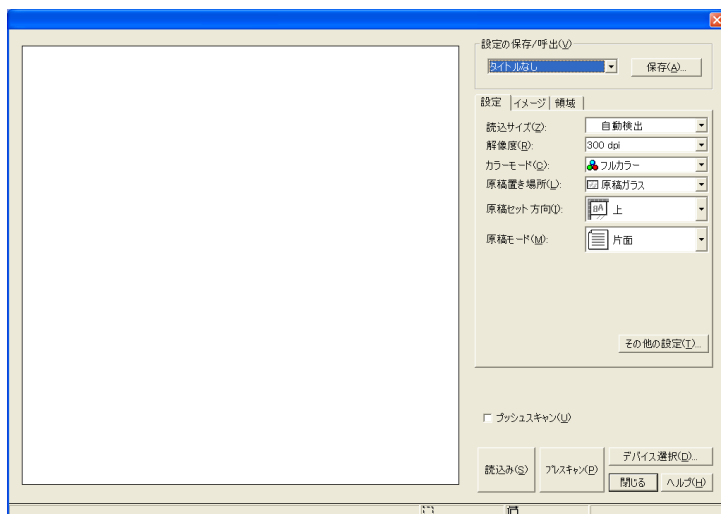 設定の保存/呼出(V)
タイトルなし
保存(A)...
設定
イメージ
領域
読込サイズ(Z):
自動検出
解像度(R):
300 dpi
カラーモード(C):
フルカラー
原稿置き場所(L):
原稿ガラス
原稿セット方向(I):
上
原稿モード(M):
片面
その他の設定(T)...
プッシュスキャン(U)
読込み(S)
プレスキャン(P)
デバイス選択(D)...
閉じる
ヘルプ(H)